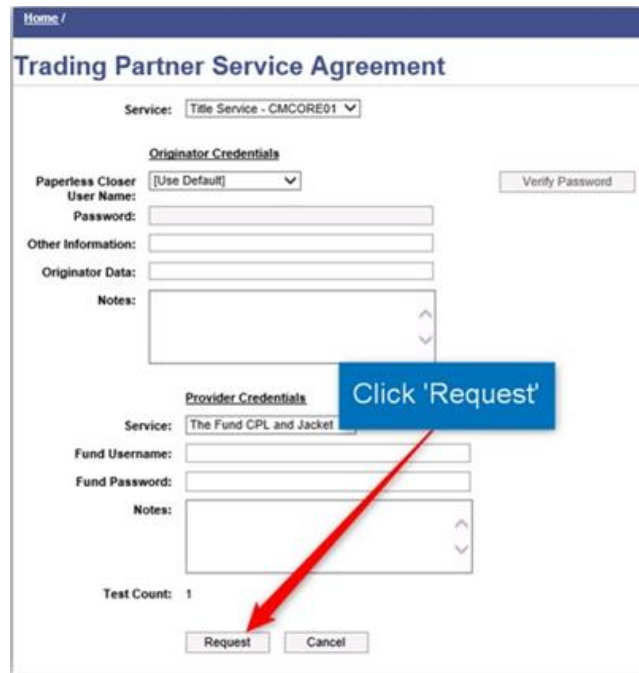 Home /
Trading Partner Service Agreement
Service: Title Service - CMCORE01
Originator Credentials
Paperless Closer User Name: [Use Default] Verify Password
Password:
Other Information:
Originator Data:
Notes:
Click 'Request'
Provider Credentials
Service: The Fund CPL and Jacket
Fund Username:
Fund Password:
Notes:
Test Count: 1
Request Cancel